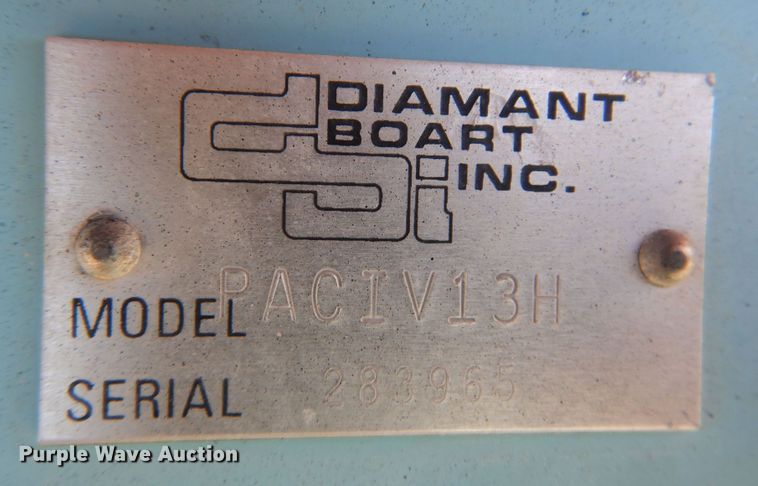 DIAMANT
BOART
INC.
MODEL PACIV13H
SERIAL 283965
Purple Wave Auction